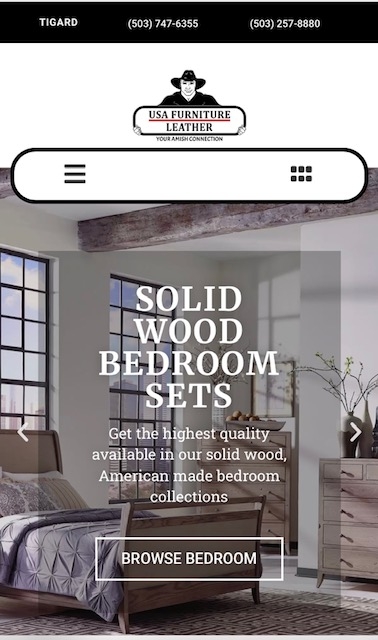 TIGARD (503) 747-6355 (503) 257-8880
USA FURNITURE
LEATHER
YOUR AMISH CONNECTION
SOLID
WOOD
BEDROOM
SETS
Get the highest quality
available in our solid wood,
American made bedroom
collections
BROWSE BEDROOM